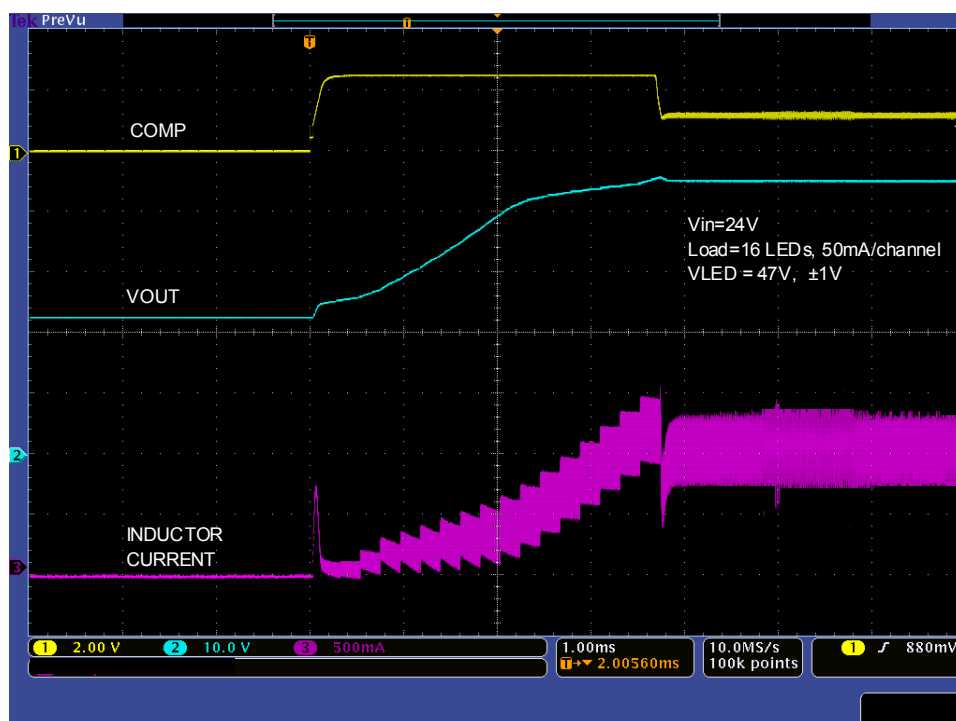 Tek PreVu
T
T
COMP
1
Vin=24V
Load=16 LEDs, 50mA/channel
VLED = 47V, ±1V
VOUT
2
INDUCTOR
CURRENT
3
1 2.00 V 2 10.0 V 3 500mA 1.00ms 10.0MS/s 1 880mV
T→▼ 2.00560ms 100k points